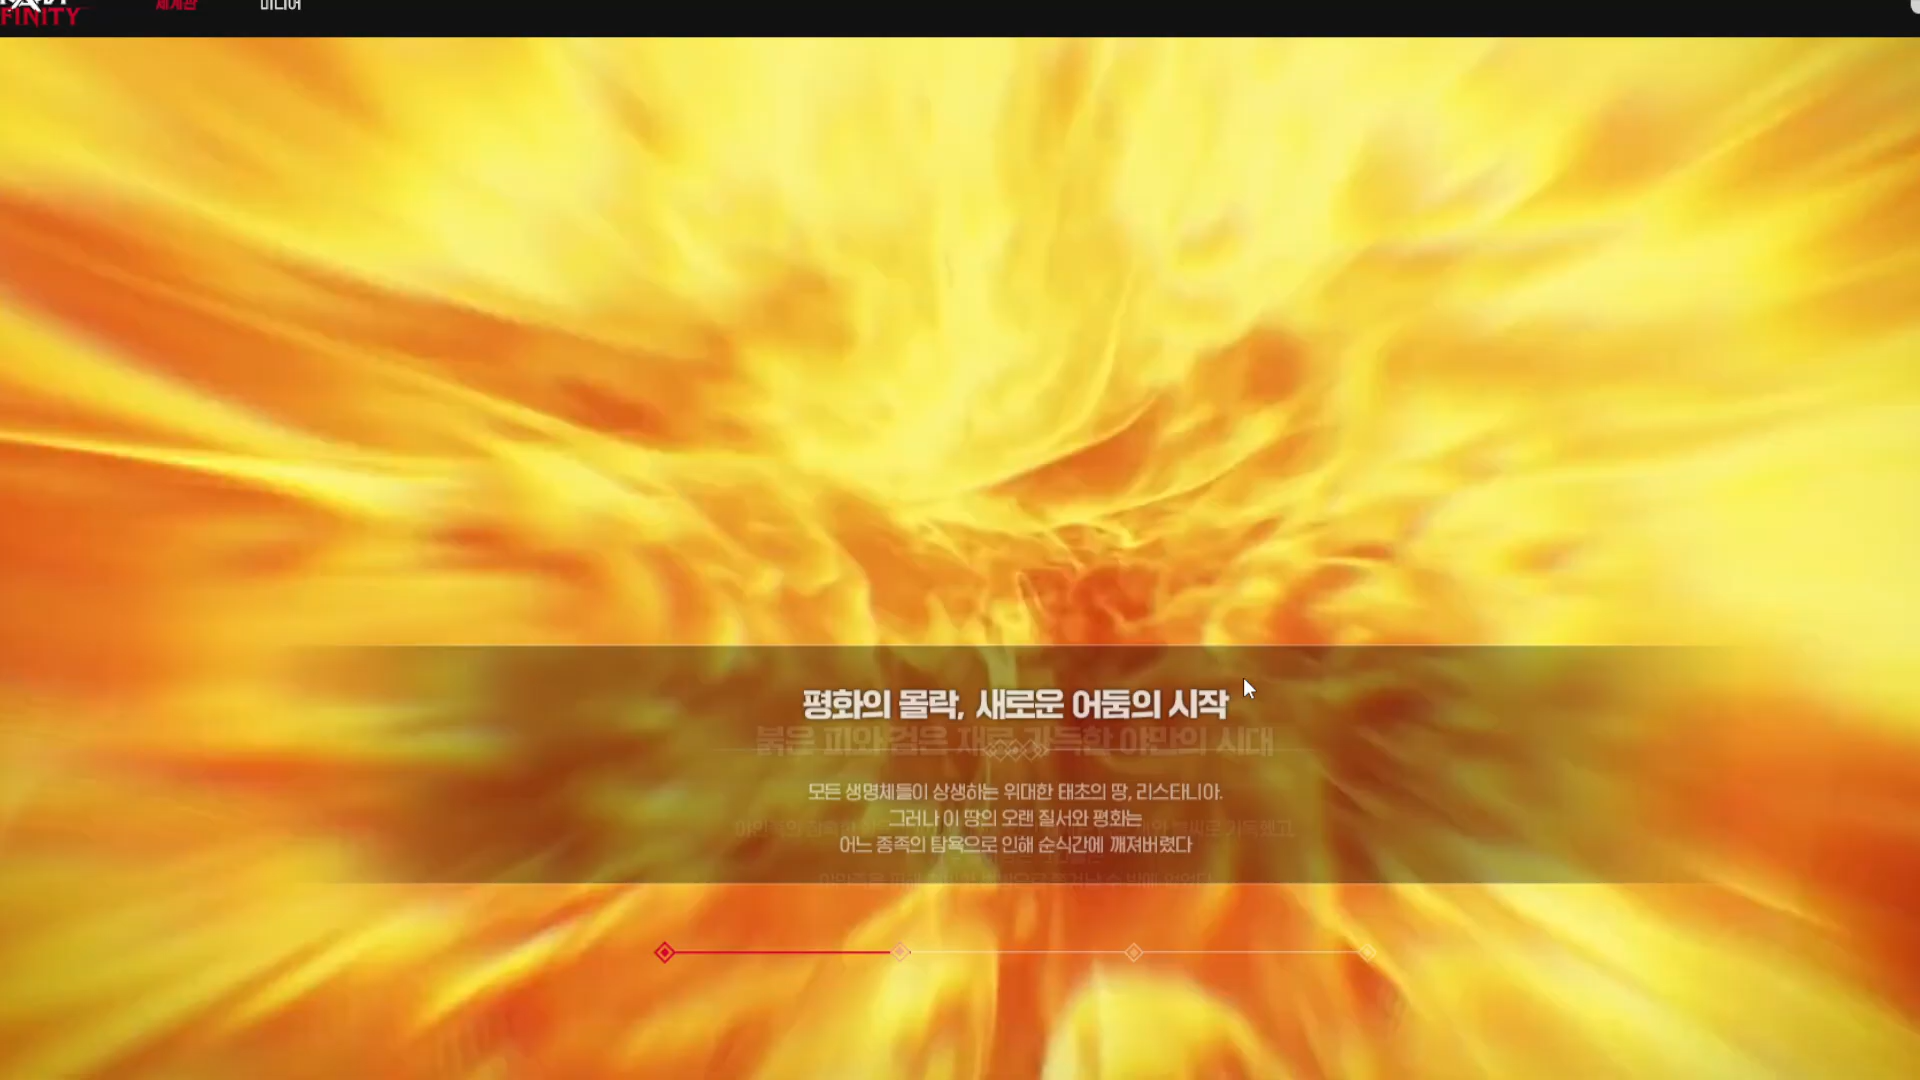 FINITY
세계관
미디어
평화의 몰락, 새로운 어둠의 시작
붉은 피와 검은 재로 가득한 야만의 시대
모든 생명체들이 상생하는 위대한 태초의 땅, 리스타니아.
그러나 이 땅의 오랜 질서와 평화는
어느 종족의 탐욕으로 인해 순식간에 깨져버렸다